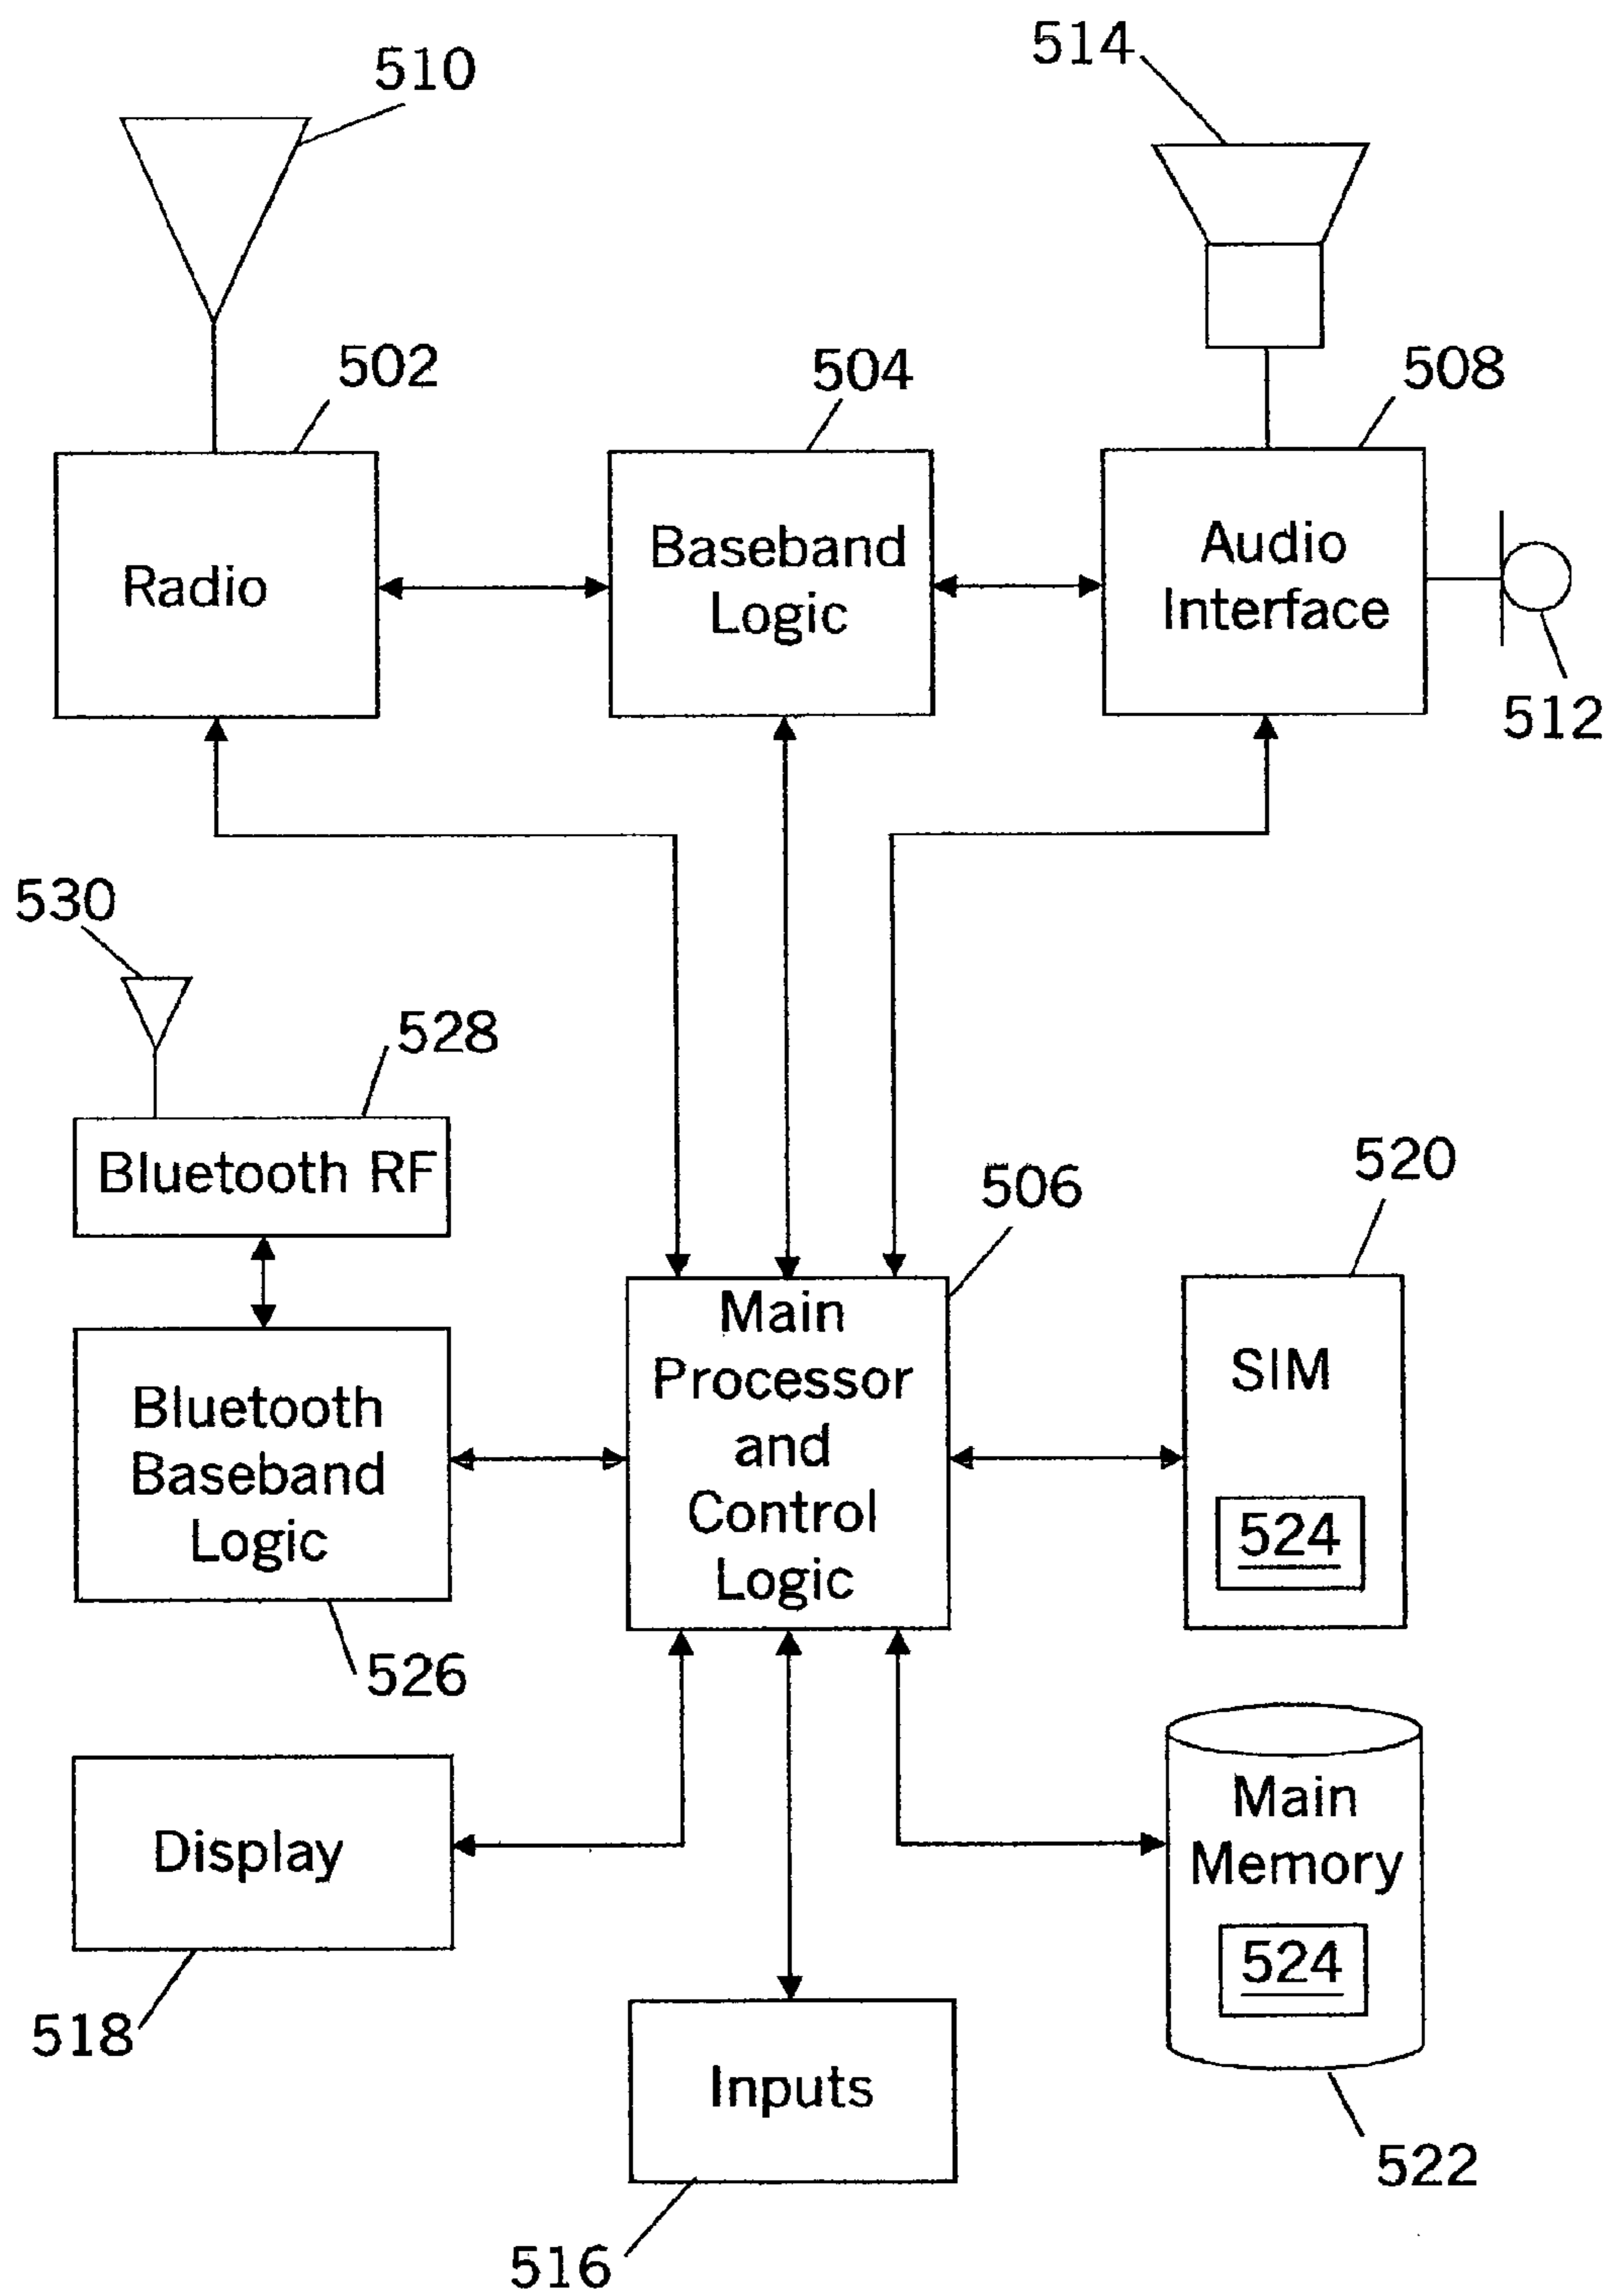 514
510
502
504
508
Radio
Baseband
Logic
Audio
Interface
512
530
528
Bluetooth RF
506
520
Main
Processor
and
Control
Logic
SIM
524
Bluetooth
Baseband
Logic
526
Display
518
Main
Memory
524
522
Inputs
516